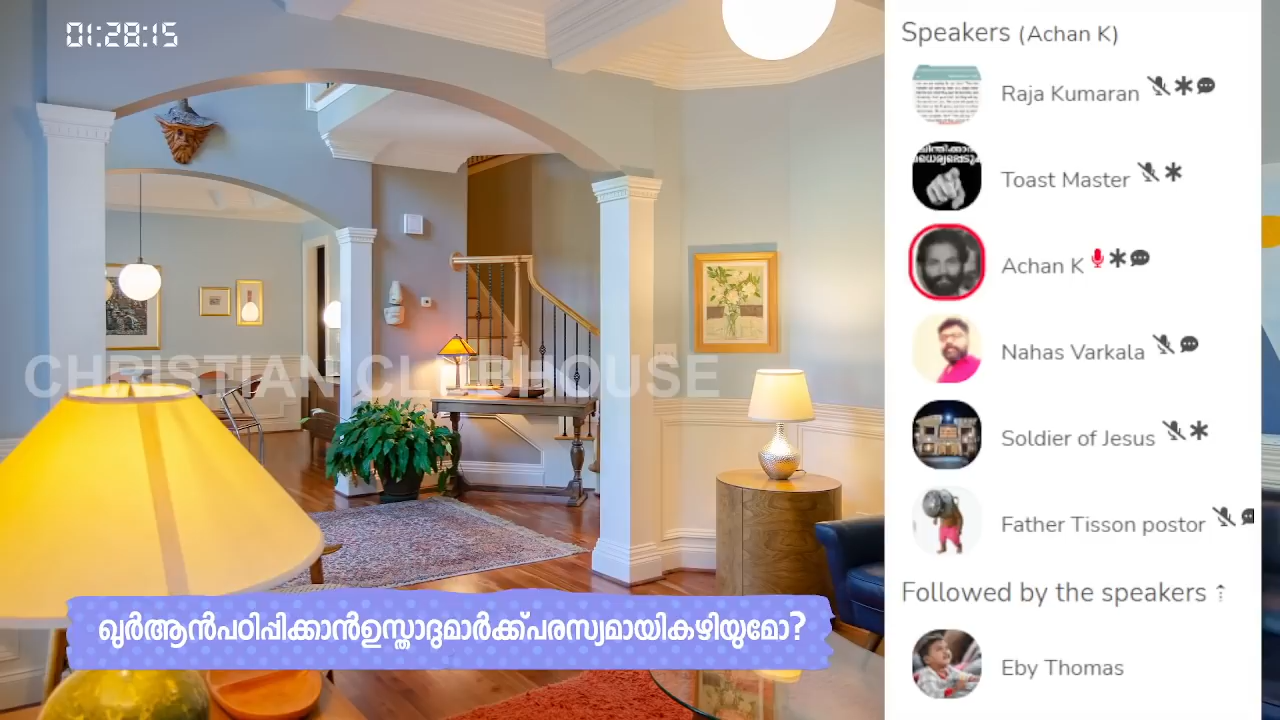 01:28:15
CHRISTIAN CLUBHOUSE
ഖുർആൻപഠിപ്പിക്കാൻഉസ്താദുമാർക്ക്പരസ്യമായികഴിയുമോ?
Speakers (Achan K)
Raja Kumaran
Toast Master
Achan K
Nahas Varkala
Soldier of Jesus
Father Tisson postor
Followed by the speakers
Eby Thomas